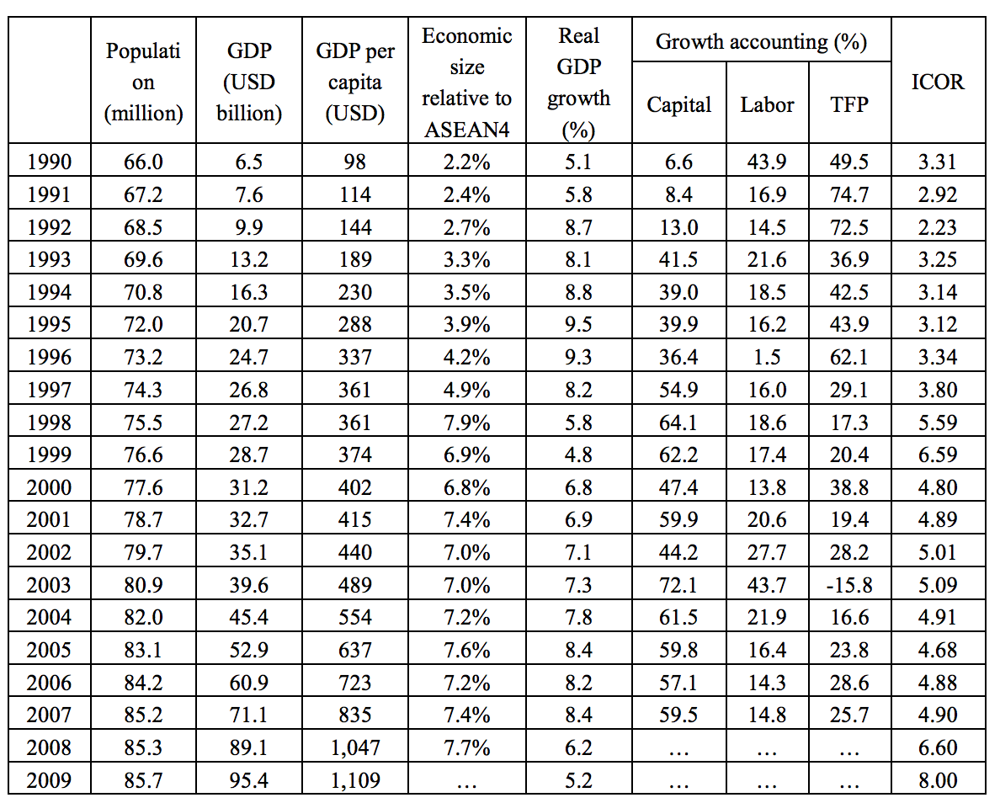 Populati on (million) GDP (USD billion) GDP per capita (USD) Economic size relative to ASEAN4 Real GDP growth (%) Growth accounting (%) ICOR
Capital Labor TFP
1990 66.0 6.5 98 2.2% 5.1 6.6 43.9 49.5 3.31
1991 67.2 7.6 114 2.4% 5.8 8.4 16.9 74.7 2.92
1992 68.5 9.9 144 2.7% 8.7 13.0 14.5 72.5 2.23
1993 69.6 13.2 189 3.3% 8.1 41.5 21.6 36.9 3.25
1994 70.8 16.3 230 3.5% 8.8 39.0 18.5 42.5 3.14
1995 72.0 20.7 288 3.9% 9.5 39.9 16.2 43.9 3.12
1996 73.2 24.7 337 4.2% 9.3 36.4 1.5 62.1 3.34
1997 74.3 26.8 361 4.9% 8.2 54.9 16.0 29.1 3.80
1998 75.5 27.2 361 7.9% 5.8 64.1 18.6 17.3 5.59
1999 76.6 28.7 374 6.9% 4.8 62.2 17.4 20.4 6.59
2000 77.6 31.2 402 6.8% 6.8 47.4 13.8 38.8 4.80
2001 78.7 32.7 415 7.4% 6.9 59.9 20.6 19.4 4.89
2002 79.7 35.1 440 7.0% 7.1 44.2 27.7 28.2 5.01
2003 80.9 39.6 489 7.0% 7.3 72.1 43.7 -15.8 5.09
2004 82.0 45.4 554 7.2% 7.8 61.5 21.9 16.6 4.91
2005 83.1 52.9 637 7.6% 8.4 59.8 16.4 23.8 4.68
2006 84.2 60.9 723 7.2% 8.2 57.1 14.3 28.6 4.88
2007 85.2 71.1 835 7.4% 8.4 59.5 14.8 25.7 4.90
2008 85.3 89.1 1,047 7.7% 6.2 … … … 6.60
2009 85.7 95.4 1,109 … 5.2 … … … 8.00